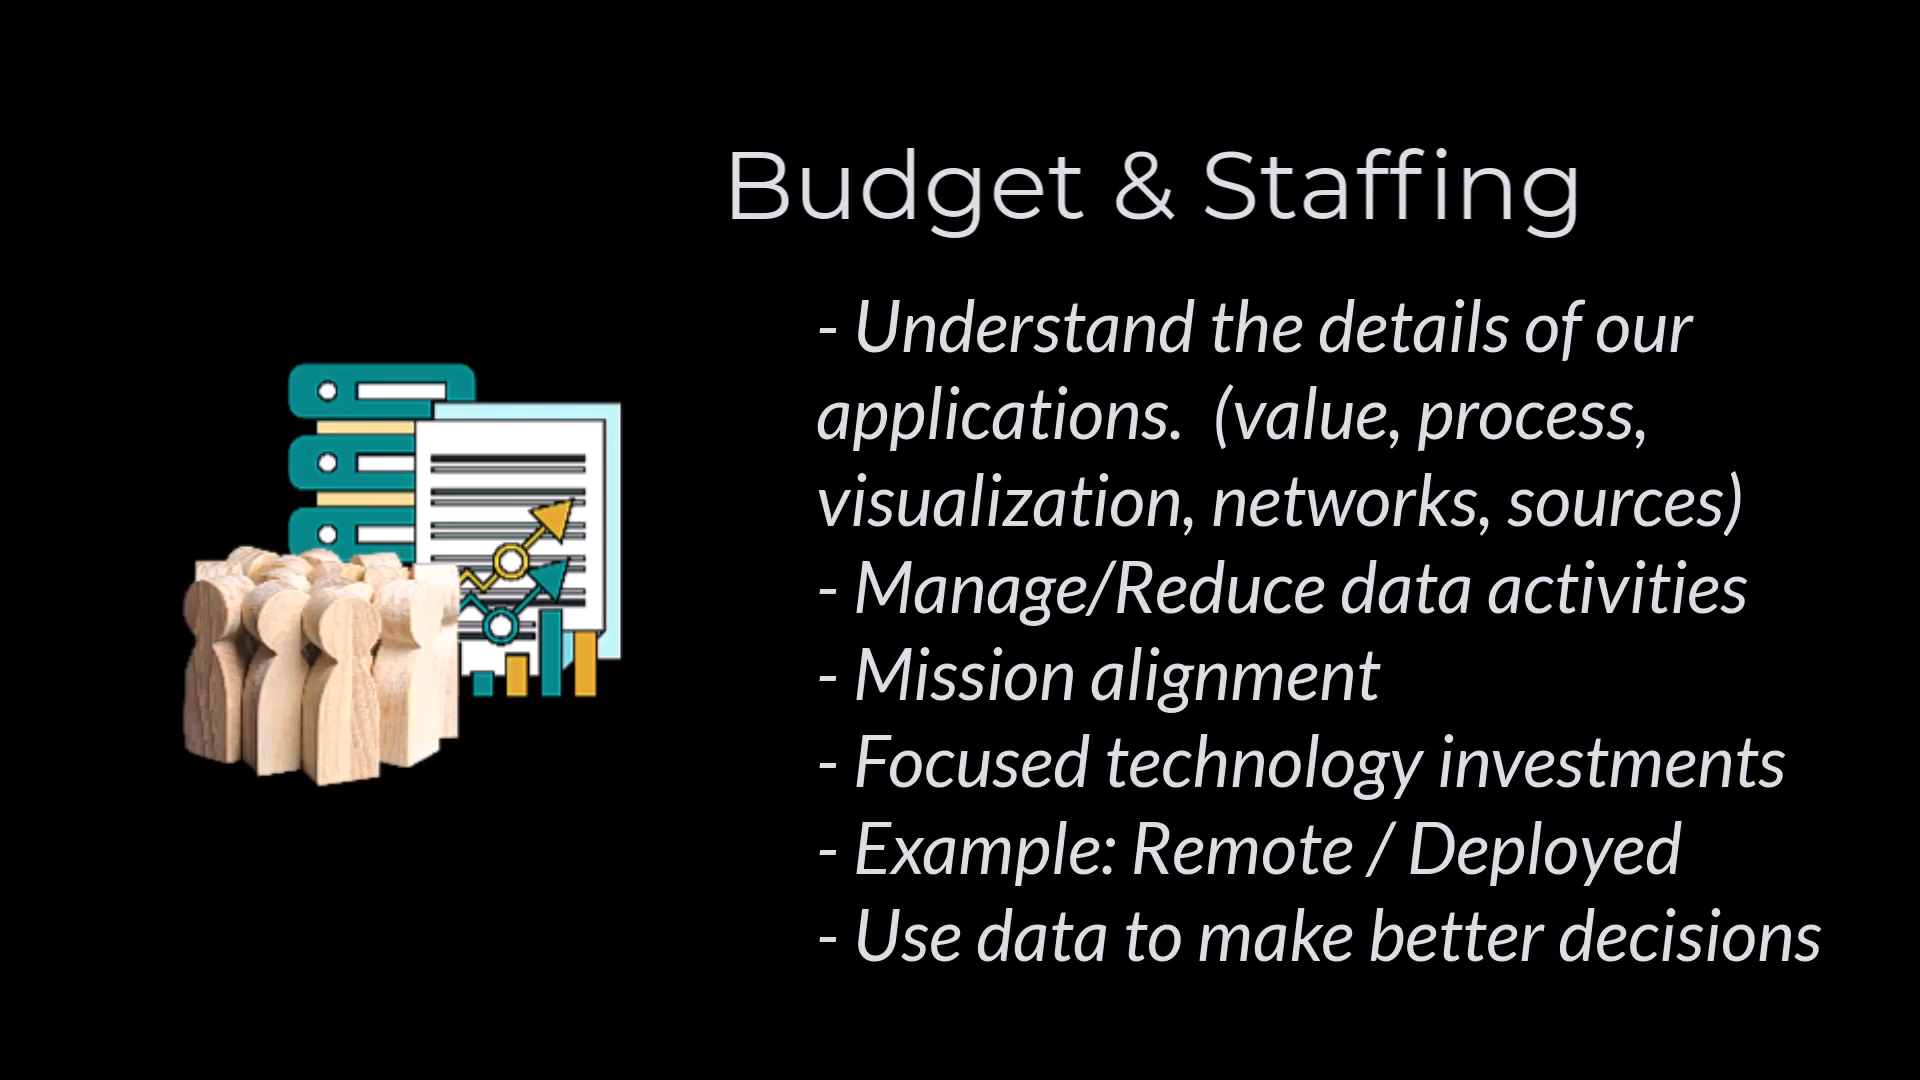 Budget & Staffing
- Understand the details of our
applications.  (value, process,
visualization, networks, sources)
- Manage/Reduce data activities
- Mission alignment
- Focused technology investments
- Example: Remote / Deployed
- Use data to make better decisions